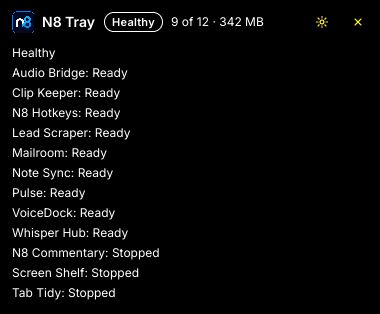 n8 N8 Tray Healthy 9 of 12 · 342 MB
Healthy
Audio Bridge: Ready
Clip Keeper: Ready
N8 Hotkeys: Ready
Lead Scraper: Ready
Mailroom: Ready
Note Sync: Ready
Pulse: Ready
VoiceDock: Ready
Whisper Hub: Ready
N8 Commentary: Stopped
Screen Shelf: Stopped
Tab Tidy: Stopped